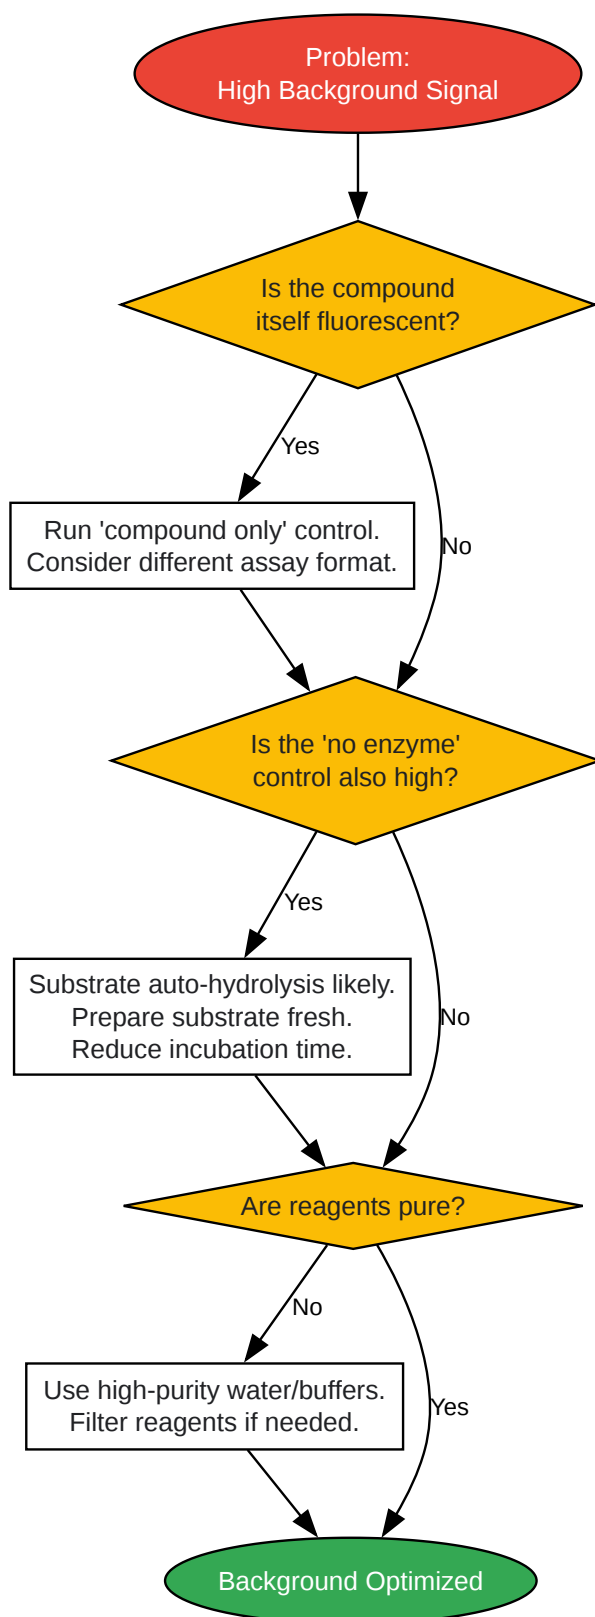 Problem:
High Background Signal
Is the compound
itself fluorescent?
Yes
Run 'compound only' control.
Consider different assay format.
No
Is the 'no enzyme'
control also high?
Yes
Substrate auto-hydrolysis likely.
Prepare substrate fresh.
Reduce incubation time.
No
Are reagents pure?
No
Use high-purity water/buffers.
Filter reagents if needed.
Yes
Background Optimized